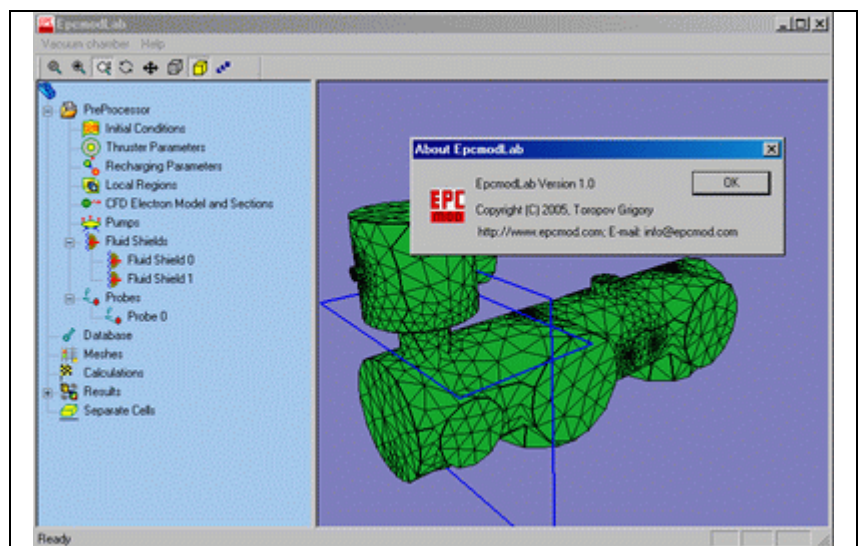 EpcmodLab
Vacuum chamber Help
PreProcessor
Initial Conditions
Thruster Parameters
Recharging Parameters
Local Regions
CFD Electron Model and Sections
Pumps
Fluid Shields
Fluid Shield 0
Fluid Shield 1
Probes
Probe 0
Database
Meshes
Calculations
Results
Separate Cells
About EpcmodLab
EPC
mod
EpcmodLab Version 1.0
OK
Copyright (C) 2005, Toropov Grigory
http://www.epcmod.com; E-mail: info@epcmod.com
Ready